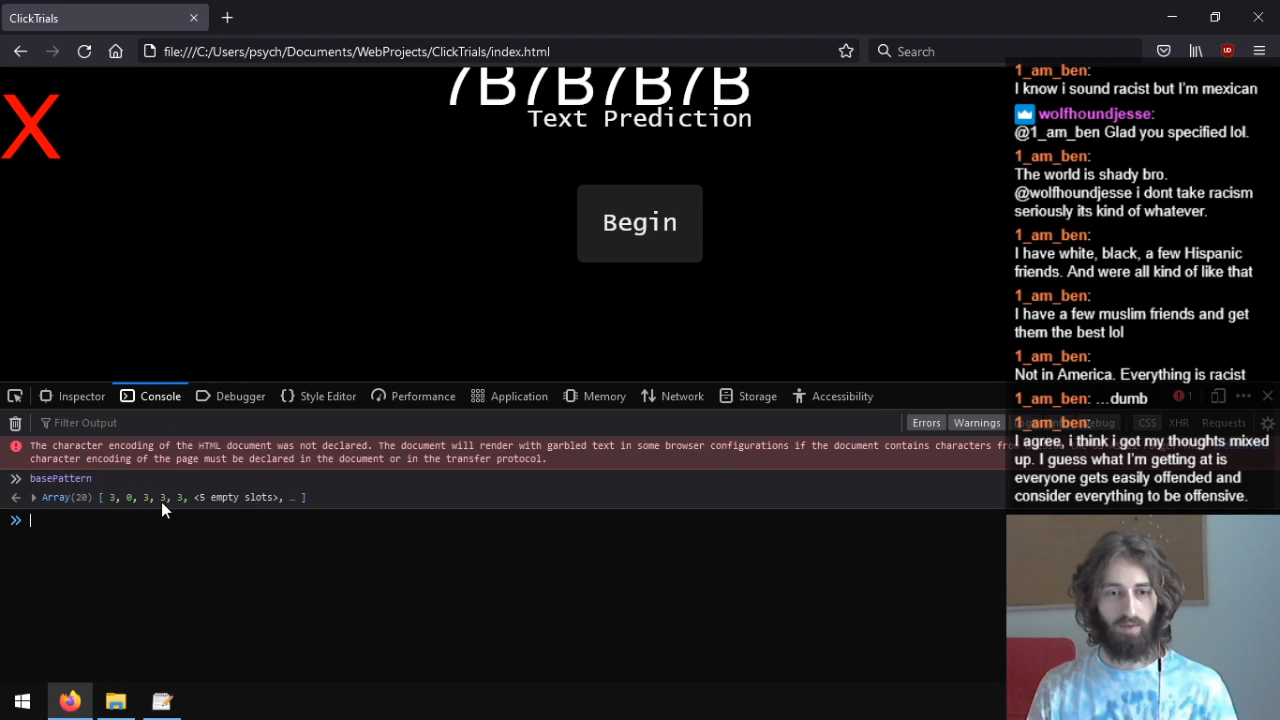 ClickTrials
file:///C:/Users/psych/Documents/WebProjects/ClickTrials/index.html
Search
7B7B7B7B
Text Prediction
X
Begin
1_am_ben:
I know i sound racist but I'm mexican
wolfhoundjesse:
@1_am_ben Glad you specified lol.
1_am_ben:
The world is shady bro.
@wolfhoundjesse i dont take racism
seriously its kind of whatever.
1_am_ben:
I have white, black, a few Hispanic
friends. And were all kind of like that
1_am_ben:
I have a few muslim friends and get
them the best lol
1_am_ben:
Not in America. Everything is racist
1_am_ben: …dumb
1_am_ben:
I agree, i think i got my thoughts mixed
up. I guess what I'm getting at is
everyone gets easily offended and
consider everything to be offensive.
Inspector Console Debugger Style Editor Performance Application Memory Network Storage Accessibility 1
Filter Output Errors Warnings CSS XHR Requests
The character encoding of the HTML document was not declared. The document will render with garbled text in some browser configurations if the document contains characters
character encoding of the page must be declared in the document or in the transfer protocol.
basePattern
Array(20) [ 3, 0, 3, 3, 3, <5 empty slots>, … ]